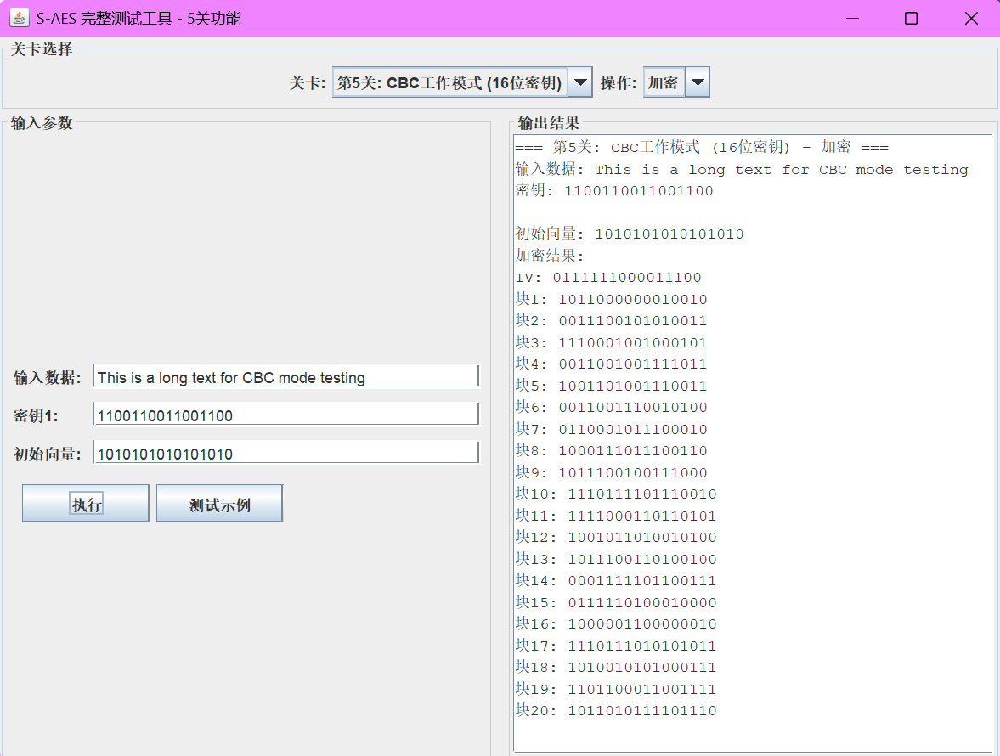 S-AES 完整测试工具 - 5关功能
关卡选择
关卡: 第5关: CBC工作模式 (16位密钥) 操作: 加密
输入参数
输入数据: This is a long text for CBC mode testing
密钥1: 1100110011001100
初始向量: 1010101010101010
执行 测试示例
输出结果
=== 第5关: CBC工作模式 (16位密钥) - 加密 ===
输入数据: This is a long text for CBC mode testing
密钥: 1100110011001100
初始向量: 1010101010101010
加密结果:
IV: 0111111000011100
块1: 1011000000010010
块2: 0011100101010011
块3: 1110001001000101
块4: 0011001001111011
块5: 1001101001110011
块6: 0011001110010100
块7: 0110001011100010
块8: 1000111011100110
块9: 1011100100111000
块10: 1110111101110010
块11: 1111000110110101
块12: 1001011010010100
块13: 1011100110100100
块14: 0001111101100111
块15: 0111110100010000
块16: 1000001100000010
块17: 1110111010101011
块18: 1010010101000111
块19: 1101100011001111
块20: 1011010111101110